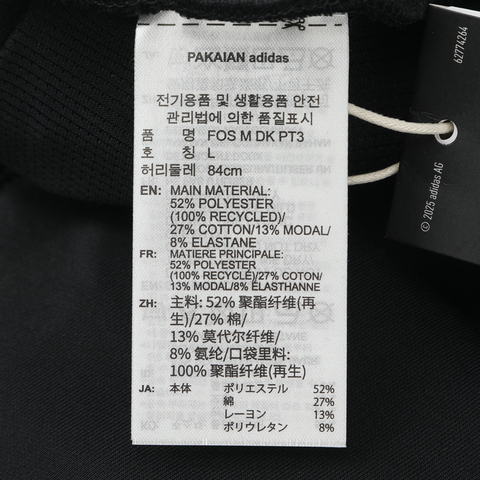 PAKAIAN adidas
전기용품 및 생활용품 안전
관리법에 의한 품질표시
품 명 FOS M DK PT3
호 칭 L
허리둘레 84cm
EN: MAIN MATERIAL:
52% POLYESTER
(100% RECYCLED)/
27% COTTON/13% MODAL/
8% ELASTANE
FR: MATIERE PRINCIPALE:
52% POLYESTER
(100% RECYCLÉ)/27% COTON/
13% MODAL/8% ÉLASTHANNE
ZH: 主料: 52% 聚酯纤维(再
生)/27% 棉/
13% 莫代尔纤维/
8% 氨纶/口袋里料:
100% 聚酯纤维(再生)
JA: 本体 ポリエステル 52%
綿 27%
レーヨン 13%
ポリウレタン 8%
62774264
© 2025 adidas AG